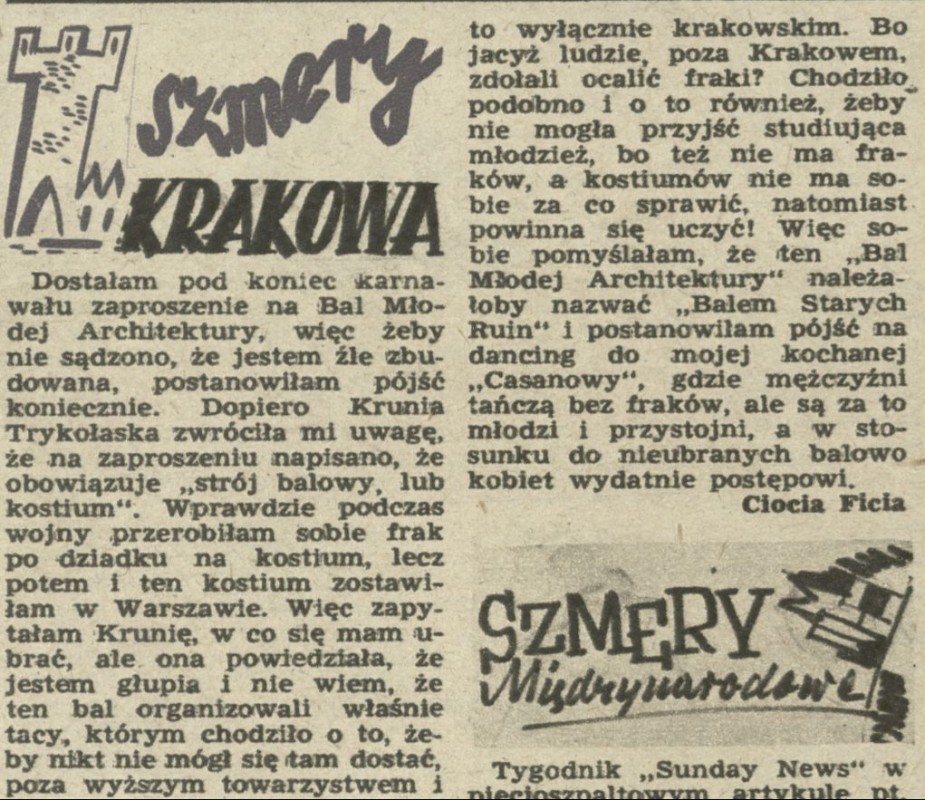 szmery
KRAKOWA
Dostałam pod koniec karna-
wału zaproszenie na Bal Mło-
dej Architektury, więc żeby
nie sądzono, że jestem źle zbu-
dowana, postanowiłam pójść
koniecznie. Dopiero Krunia
Trykołaska zwróciła mi uwagę,
że na zaproszeniu napisano, że
obowiązuje „strój balowy, lub
kostium“. Wprawdzie podczas
wojny przerobiłam sobie frak
po dziadku na kostium, lecz
potem i ten kostium zostawi-
łam w Warszawie. Więc zapy-
tałam Krunię, w co się mam u-
brać, ale ona powiedziała, że
jestem głupia i nie wiem, że
ten bal organizowali właśnie
tacy, którym chodziło o to, że-
by nikt nie mógł się tam dostać,
poza wyższym towarzystwem i
to wyłącznie krakowskim. Bo
jacyż ludzie, poza Krakowem,
zdołali ocalić fraki? Chodziło
podobno i o to również, żeby
nie mogła przyjść studiująca
młodzież, bo też nie ma fra-
ków, a kostiumów nie ma so-
bie za co sprawić, natomiast
powinna się uczyć! Więc so-
bie pomyślałam, że ten „Bal
Młodej Architektury“ należa-
łoby nazwać „Balem Starych
Ruin“ i postanowilam pójść na
dancing do mojej kochanej
„Casanowy“, gdzie mężczyźni
tańczą bez fraków, ale są za to
młodzi i przystojni, a w sto-
sunku do nieubranych balowo
kobiet wydatnie postępowi.
Ciocia Ficia
SZMERY
Międzynarodowe
Tygodnik „Sunday News“ w
pięcioszpaltowym artykule pt.